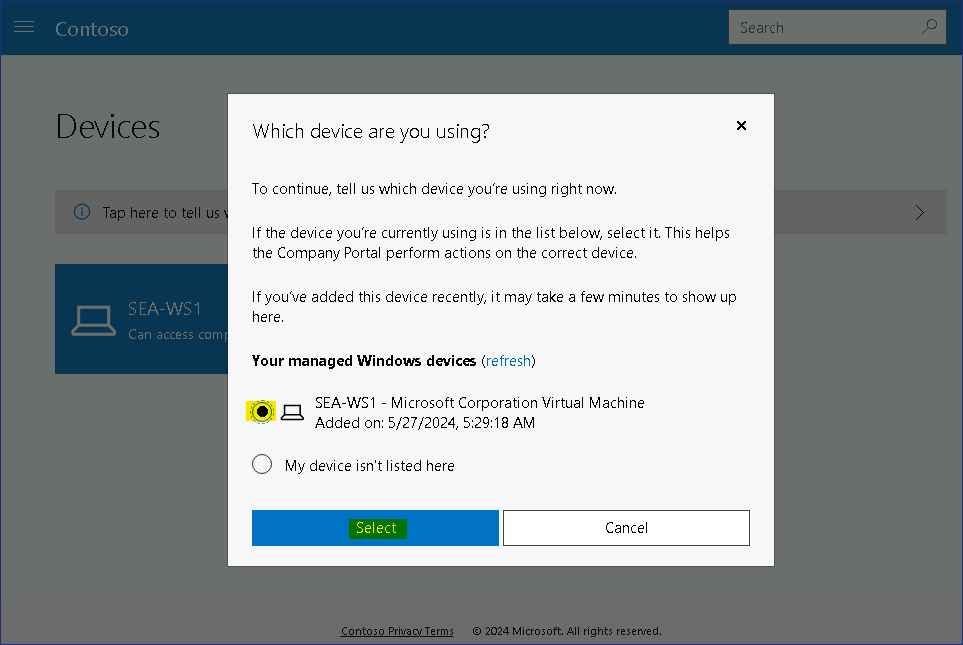 Contoso
Search
Devices
Which device are you using?
To continue, tell us which device you're using right now.
Tap here to tell us
If the device you're currently using is in the list below, select it. This helps
the Company Portal perform actions on the correct device.
If you've added this device recently, it may take a few minutes to show up
here.
SEA-WS1
Can access
Your managed Windows devices (refresh)
SEA-WS1 - Microsoft Corporation Virtual Machine
Added on: 5/27/2024, 5:29:18 AM
My device isn't listed here
Select
Cancel
Contoso Privacy Terms
© 2024 Microsoft. All rights reserved.